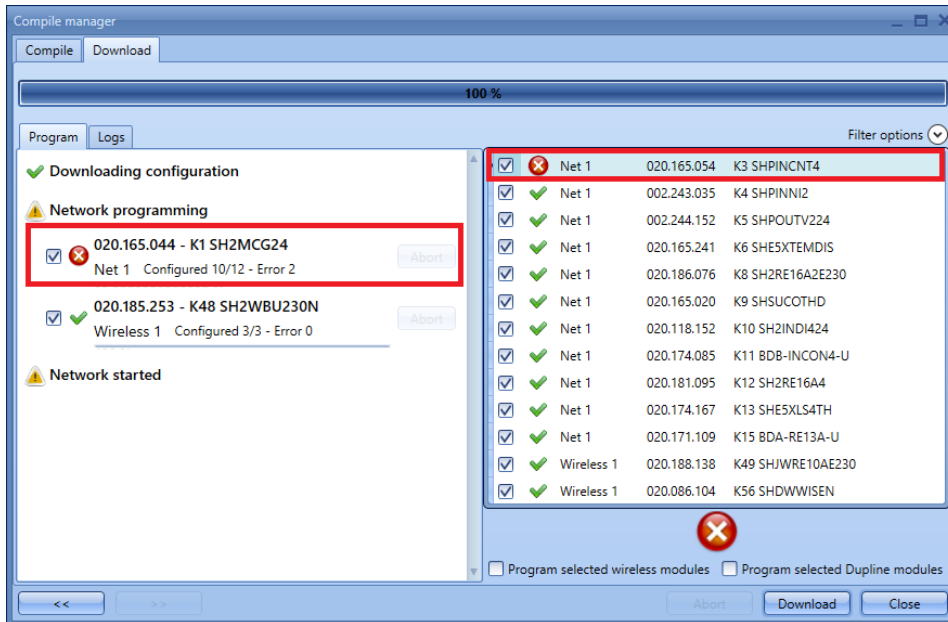 Compile manager
Compile Download
100 %
Program Logs
Filter options
Downloading configuration
Network programming
020.165.044 - K1 SH2MCG24
Net 1 Configured 10/12 - Error 2
Abort
020.185.253 - K48 SH2WBU230N
Wireless 1 Configured 3/3 - Error 0
Abort
Network started
Net 1 020.165.054 K3 SHPINCNT4
Net 1 002.243.035 K4 SHPINNI2
Net 1 002.244.152 K5 SHPOUTV224
Net 1 020.165.241 K6 SHE5XTEMDIS
Net 1 020.186.076 K8 SH2RE16A2E230
Net 1 020.165.020 K9 SHSUCOTHD
Net 1 020.118.152 K10 SH2INDI424
Net 1 020.174.085 K11 BDB-INCON4-U
Net 1 020.181.095 K12 SH2RE16A4
Net 1 020.174.167 K13 SHE5XLS4TH
Net 1 020.171.109 K15 BDA-RE13A-U
Wireless 1 020.188.138 K49 SHJWRE10AE230
Wireless 1 020.086.104 K56 SHDWWISEN
Program selected wireless modules Program selected Dupline modules
<< >> Abort Download Close